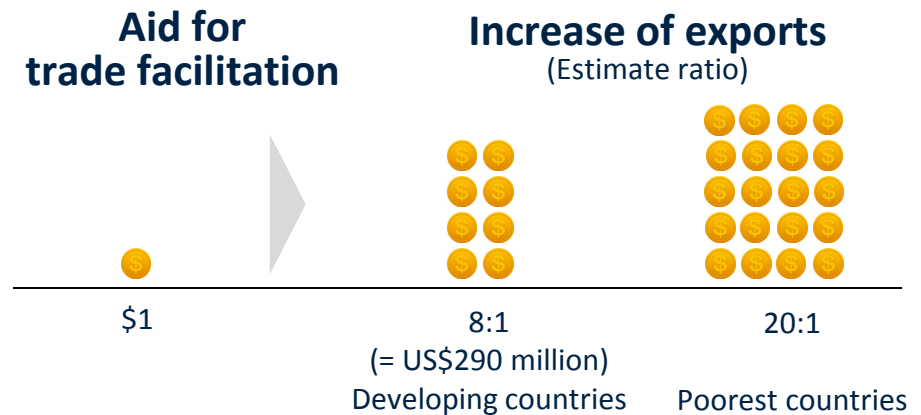 Aid for
trade facilitation
Increase of exports
(Estimate ratio)
$ $ $ $
$ $ $ $ $ $
$ $ $ $ $ $
$ $ $ $ $ $
$ $ $ $ $ $ $
$1
8:1
20:1
(= US$290 million)
Developing countries
Poorest countries